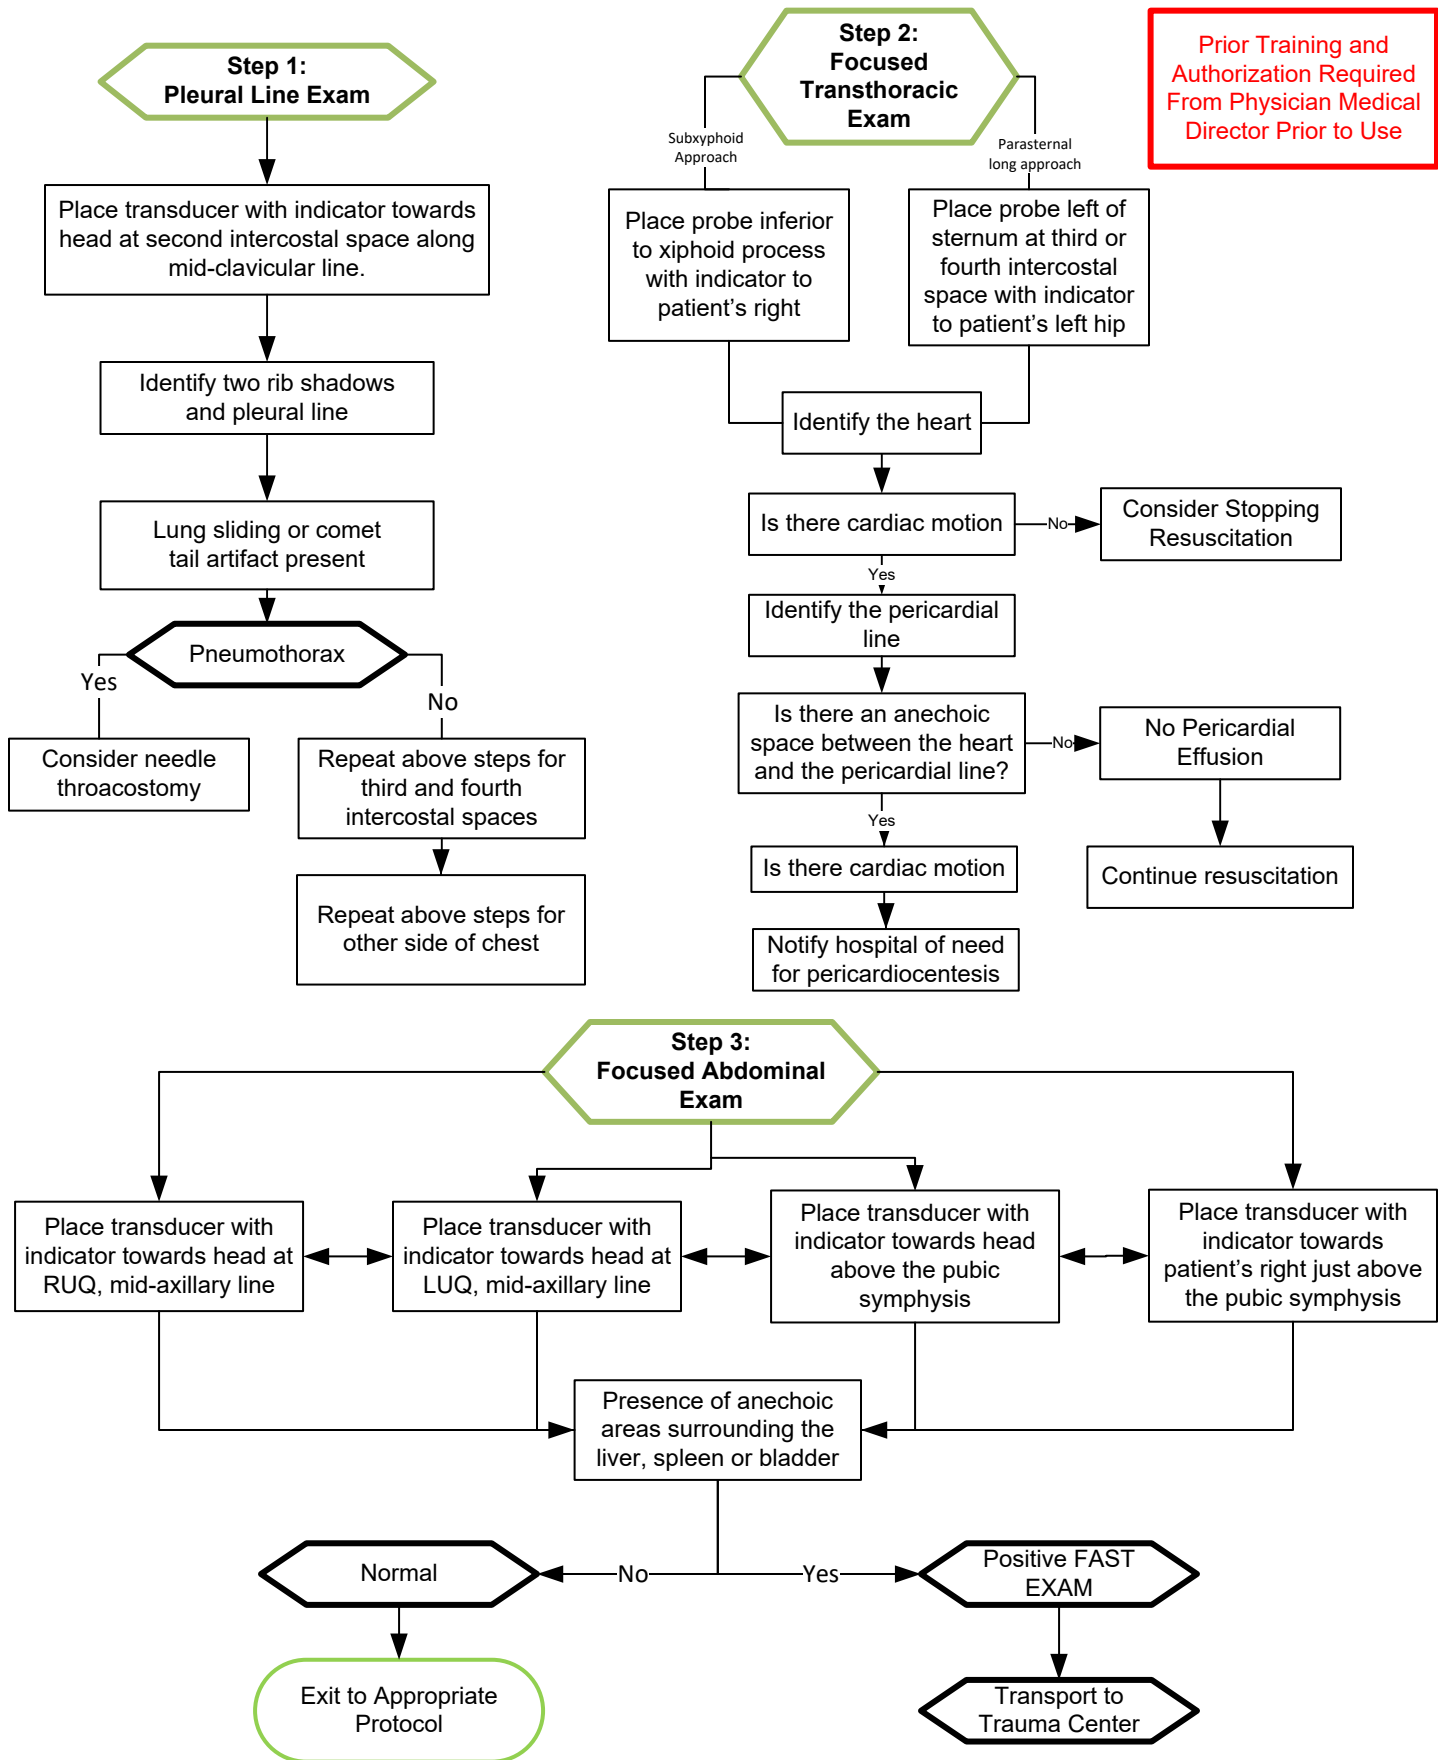 Step 1:
Pleural Line Exam
Place transducer with indicator towards
head at second intercostal space along
mid-clavicular line.
Identify two rib shadows
and pleural line
Lung sliding or comet
tail artifact present
Pneumothorax
Yes
No
Consider needle
throacostomy
Repeat above steps for
third and fourth
intercostal spaces
Repeat above steps for
other side of chest
Step 2:
Focused
Transthoracic
Exam
Subxyphoid
Approach
Parasternal
long approach
Place probe inferior
to xiphoid process
with indicator to
patient's right
Place probe left of
sternum at third or
fourth intercostal
space with indicator
to patient's left hip
Identify the heart
Is there cardiac motion
No
Consider Stopping
Resuscitation
Yes
Identify the pericardial
line
Is there an anechoic
space between the heart
and the pericardial line?
No
No Pericardial
Effusion
Continue resuscitation
Yes
Is there cardiac motion
Notify hospital of need
for pericardiocentesis
Prior Training and
Authorization Required
From Physician Medical
Director Prior to Use
Step 3:
Focused Abdominal
Exam
Place transducer with
indicator towards head at
RUQ, mid-axillary line
Place transducer with
indicator towards head at
LUQ, mid-axillary line
Place transducer with
indicator towards head
above the pubic
symphysis
Place transducer with
indicator towards
patient's right just above
the pubic symphysis
Presence of anechoic
areas surrounding the
liver, spleen or bladder
Normal
No
Yes
Positive FAST
EXAM
Exit to Appropriate
Protocol
Transport to
Trauma Center